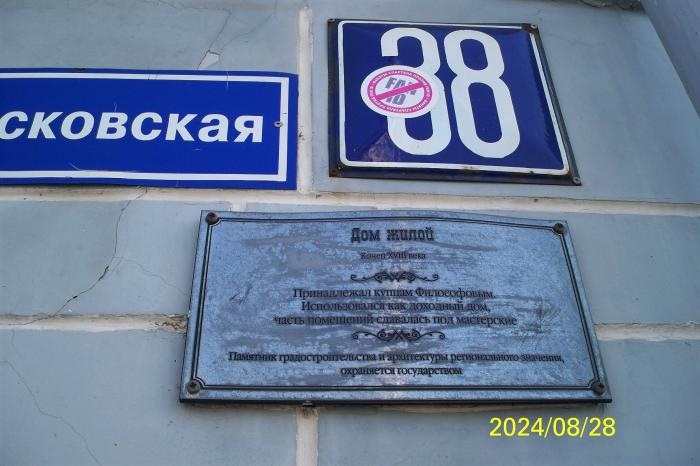 сковская
38
Дом жилой
Конец XVIII века
Принадлежал купцам Философовым.
Использовался как доходный дом,
часть помещений сдавалась под мастерские
Памятник градостроительства и архитектуры регионального значения,
охраняется государством
2024/08/28